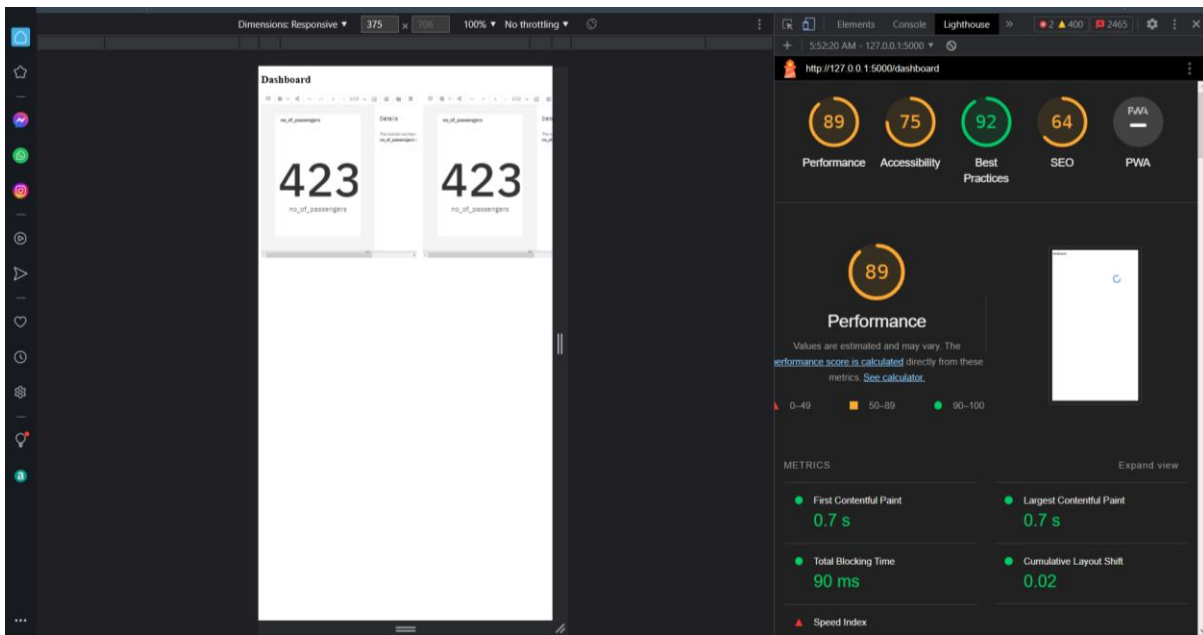 Dimensions: Responsive ▼ 375 × 706 100% ▼ No throttling ▼
Elements Console Lighthouse » 2 400 2465
+ 5:52:20 AM - 127.0.0.1:5000 ▼
http://127.0.0.1:5000/dashboard
Dashboard
no_of_passengers
Details
no_of_passengers
423
no_of_passengers
no_of_passengers
423
no_of_passengers
89 75 92 64 PWA
Performance Accessibility Best Practices SEO PWA
89
Performance
Values are estimated and may vary. The
erformance score is calculated directly from these
metrics. See calculator.
0–49 50–89 90–100
METRICS
Expand view
First Contentful Paint
0.7 s
Largest Contentful Paint
0.7 s
Total Blocking Time
90 ms
Cumulative Layout Shift
0.02
Speed Index